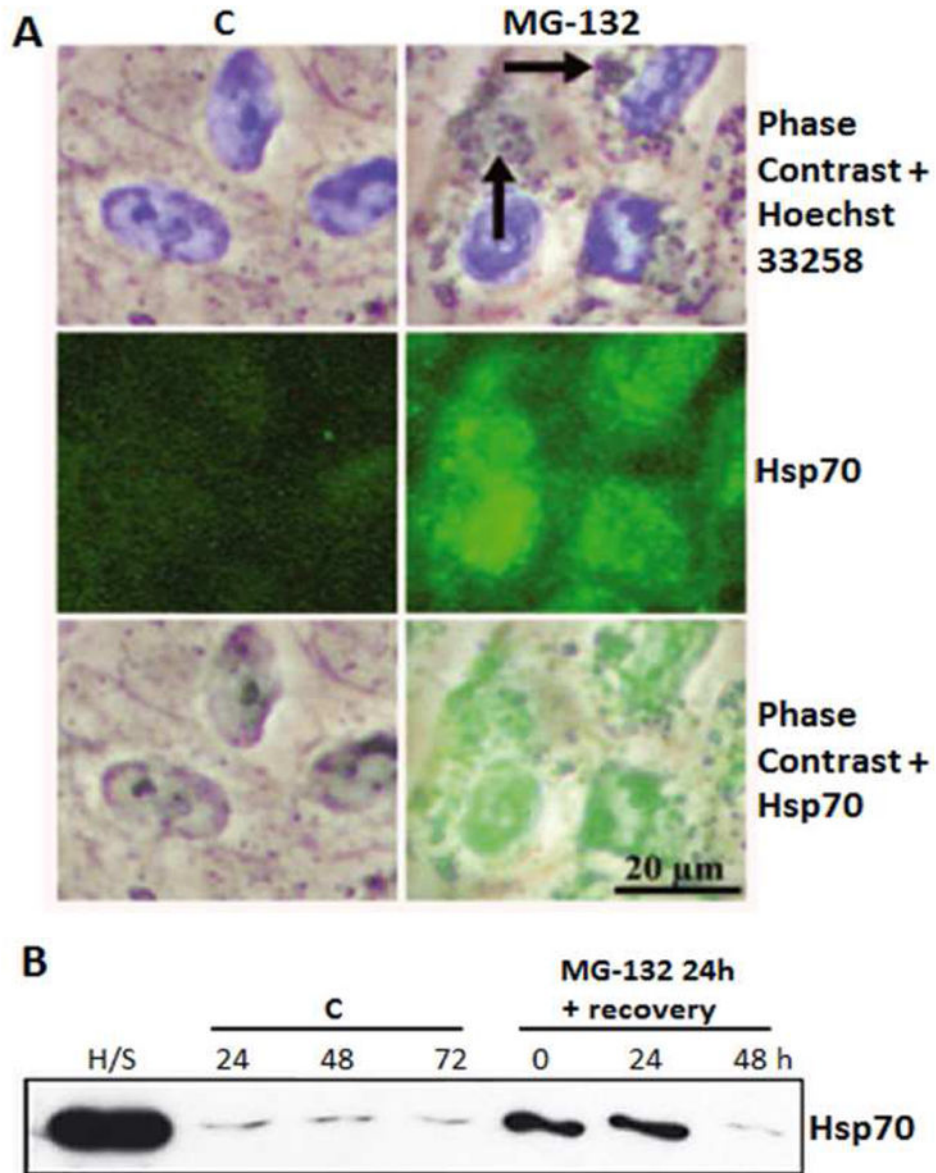 A
C
MG-132
Phase
Contrast +
Hoechst
33258
Hsp70
Phase
Contrast +
Hsp70
20 µm
B
MG-132 24h
+ recovery
C
H/S 24 48 72 0 24 48 h
Hsp70